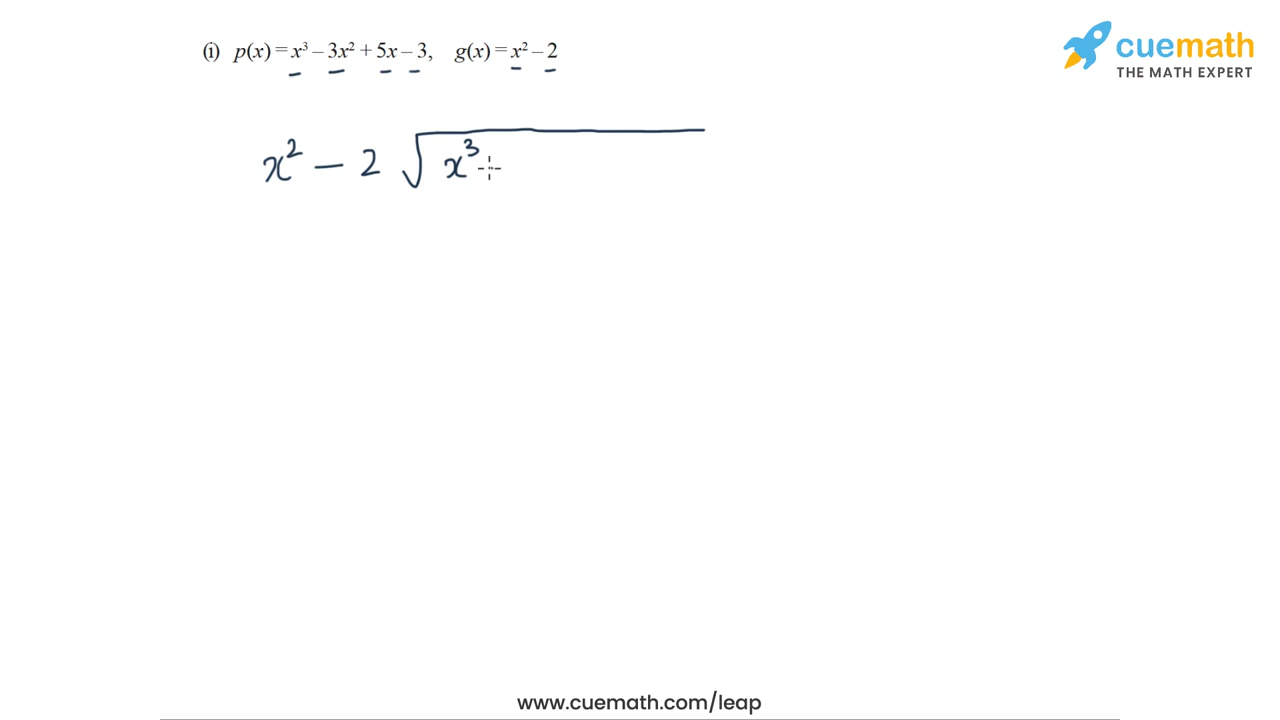 (i) p(x) = x³ – 3x² + 5x – 3, g(x) = x² – 2
cuemath
THE MATH EXPERT
x² – 2 √ x³
www.cuemath.com/leap